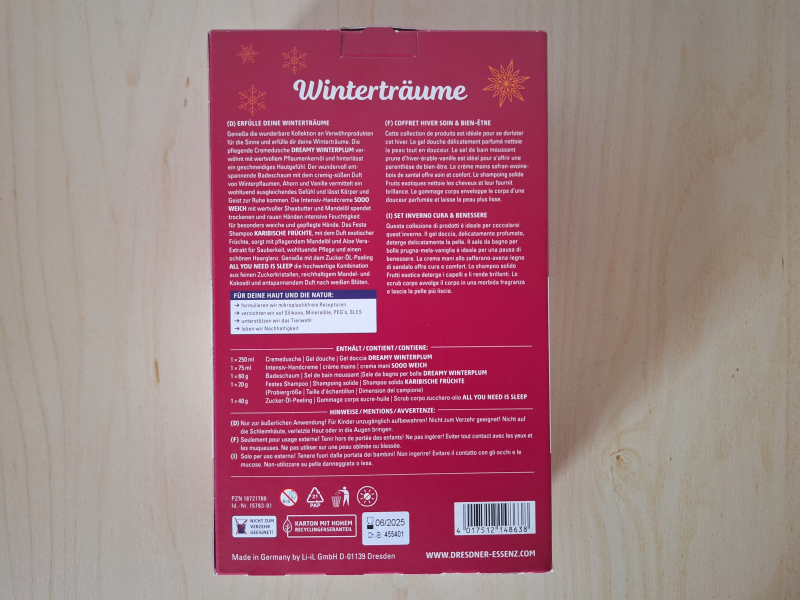 Winterträume
(D) ERFÜLLE DEINE WINTERTRÄUME
Genieße die wunderbare Kollektion an Verwöhnprodukten
für die Sinne und erfülle dir deine Winterträume. Die
pflegende Cremedusche DREAMY WINTERPLUM ver-
wöhnt mit wertvollem Pflaumenkernöl und hinterlässt
ein geschmeidiges Hautgefühl. Der wundervoll ent-
spannende Badeschaum mit dem cremig-süßen Duft
von Winterpflaumen, Ahorn und Vanille vermittelt ein
wohltuend ausgleichendes Gefühl und lässt Körper und
Geist zur Ruhe kommen. Die Intensiv-Handcreme SOOO
WEICH mit wertvoller Sheabutter und Mandelöl spendet
trockenen und rauen Händen intensive Feuchtigkeit
für besonders weiche und gepflegte Hände. Das Feste
Shampoo KARIBISCHE FRÜCHTE, mit dem Duft exotischer
Früchte, sorgt mit pflegendem Mandelöl und Aloe Vera-
Extrakt für Sauberkeit, wohltuende Pflege und einen
schönen Haarglanz. Genieße mit dem Zucker-Öl-Peeling
ALL YOU NEED IS SLEEP die hochwertige Kombination
aus feinen Zuckerkristallen, reichhaltigem Mandel- und
Kokosöl und entspannendem Duft nach weißen Blüten.
FÜR DEINE HAUT UND DIE NATUR:
→ formulieren wir mikroplastikfreie Rezepturen
→ verzichten wir auf Silikone, Mineralöle, PEG's, SLES
→ unterstützen wir das Tierwohl
→ leben wir Nachhaltigkeit
(F) COFFRET HIVER SOIN & BIEN-ÊTRE
Cette collection de produits est idéale pour se dorloter
cet hiver. Le gel douche délicatement parfumé nettoie
la peau tout en douceur. Le sel de bain moussant
prune d'hiver-érable-vanille est idéal pour s'offrir une
parenthèse de bien-être. La crème mains safran-avoine-
bois de santal offre soin et confort. Le shampoing solide
Fruits exotiques nettoie les cheveux et leur fournit
brillance. Le gommage corps enveloppe le corps d'une
douceur parfumée et laisse la peau plus lisse.
(I) SET INVERNO CURA & BENESSERE
Questa collezione di prodotti è ideale per coccolarsi
quest'inverno. Il gel doccia, delicatamente profumato,
deterge delicatamente la pelle. Il sale da bagno per
bolle prugna-mela-vaniglia è ideale per una pausa di
benessere. La crema mani allo zafferano-avena-legno
di sandalo offre cura e confort. Lo shampoo solido
Frutti esotica deterge i capelli e li rende brillanti. Lo
scrub corpo avvolge il corpo in una morbida fragranza
e lascia la pelle più liscia.
ENTHÄLT / CONTIENT / CONTIENE:
1 × 250 ml Cremedusche | Gel douche | Gel doccia DREAMY WINTERPLUM
1 × 75 ml Intensiv-Handcreme | crème mains | crema mani SOOO WEICH
1 × 60 g Badeschaum | Sel de bain moussant |Sale da bagno per bolle DREAMY WINTERPLUM
1 × 20 g Festes Shampoo | Shampoing solide | Shampoo solido KARIBISCHE FRÜCHTE
(Probiergröße | Taille d'échantillon | Dimensione del campione)
1 × 40 g Zucker-Öl-Peeling | Gommage corps sucre-huile | Scrub corpo zucchero-olio ALL YOU NEED IS SLEEP
HINWEISE / MENTIONS / AVVERTENZE:
(D) Nur zur äußerlichen Anwendung! Für Kinder unzugänglich aufbewahren! Nicht zum Verzehr geeignet! Nicht auf
die Schleimhäute, verletzte Haut oder in die Augen bringen.
(F) Seulement pour usage externe! Tenir hors de portée des enfants! Ne pas ingérer! Eviter tout contact avec les yeux et
les muqueuses. Ne pas utiliser sur une peau abîmée ou blessée.
(I) Solo per uso esterno! Tenere fuori dalla portata dei bambini! Non ingerire! Evitare il contatto con gli occhi e le
mucose. Non-utilizzare su pelle danneggiata o lesa.
PZN 18721786
Id.-Nr. 15783-01
21
PAP
NICHT ZUM
VERZEHR
GEEIGNET!
KARTON MIT HOHEM
RECYCLINGFASERANTEIL
06/2025
Ch.-B.: 455401
4 017512 148638
Made in Germany by Li-iL GmbH D-01139 Dresden
WWW.DRESDNER-ESSENZ.COM